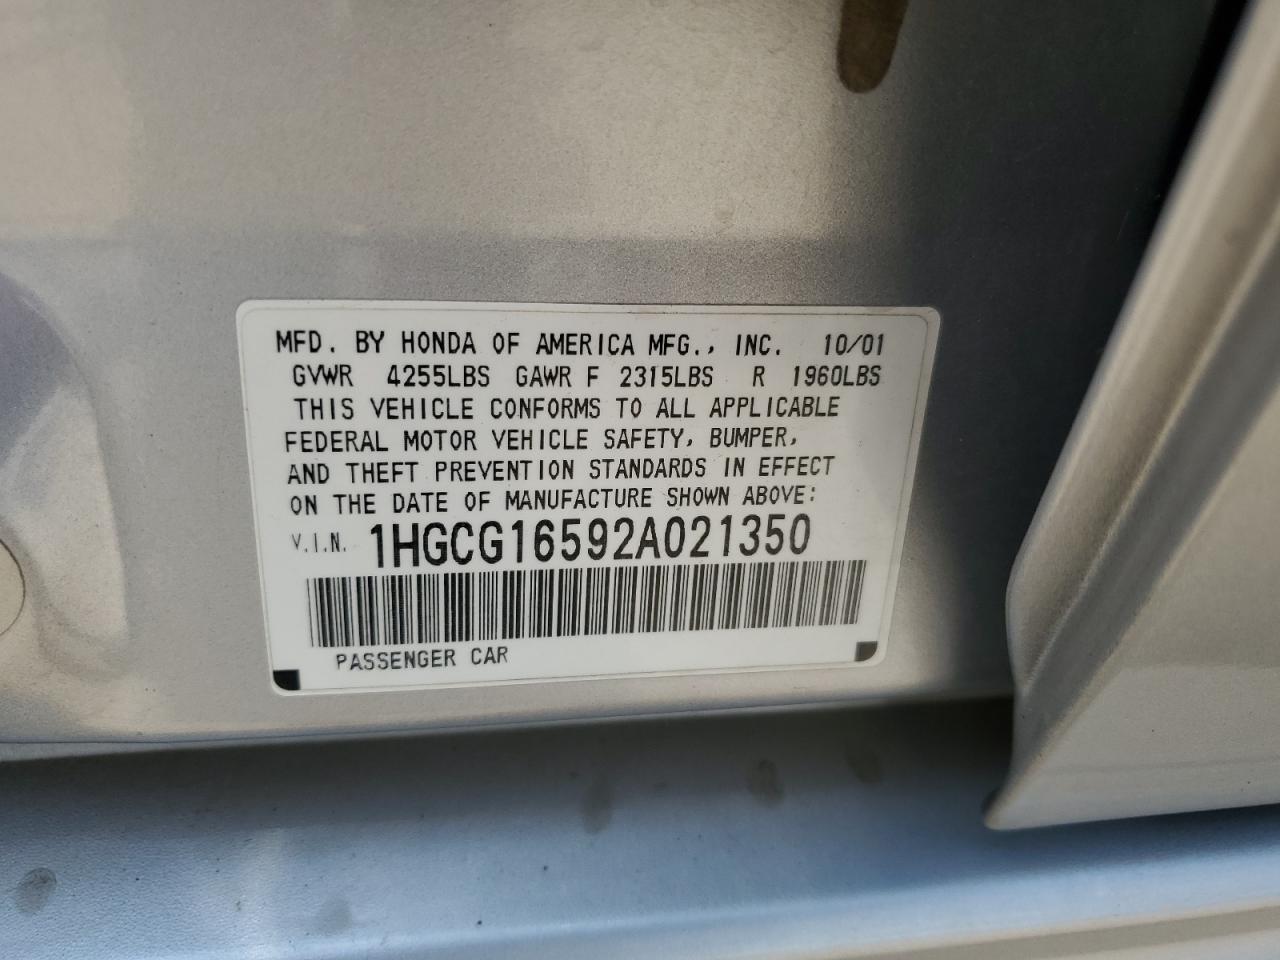 MFD. BY HONDA OF AMERICA MFG., INC. 10/01
GVWR 4255LBS GAWR F 2315LBS R 1960LBS
THIS VEHICLE CONFORMS TO ALL APPLICABLE
FEDERAL MOTOR VEHICLE SAFETY, BUMPER,
AND THEFT PREVENTION STANDARDS IN EFFECT
ON THE DATE OF MANUFACTURE SHOWN ABOVE:
V.I.N. 1HGCG16592A021350
PASSENGER CAR